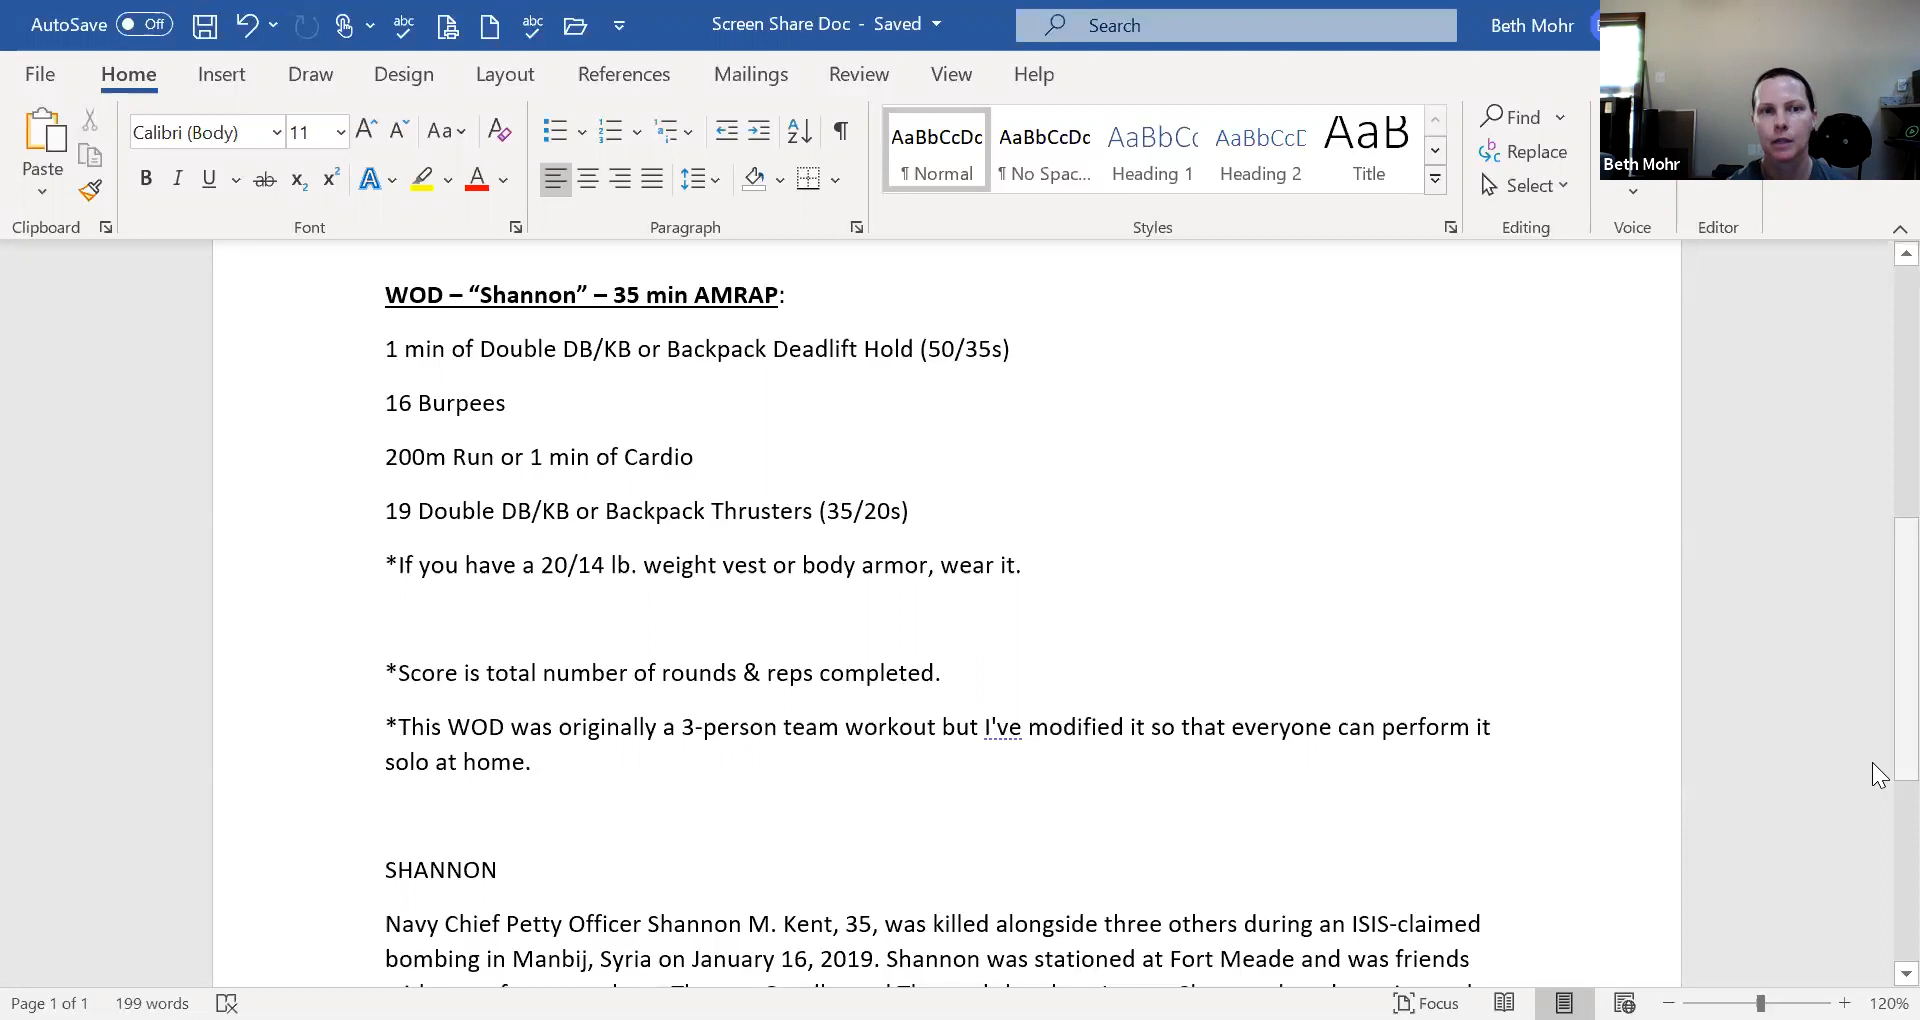 AutoSave Off Screen Share Doc - Saved Search Beth Mohr
File Home Insert Draw Design Layout References Mailings Review View Help
Beth Mohr
Paste
Calibri (Body) 11 Aa
AaBbCcDc AaBbCcDc AaBbCc AaBbCcD AaB
¶ Normal ¶ No Spac... Heading 1 Heading 2 Title
Find
Replace
Select
Clipboard Font Paragraph Styles Editing Voice Editor
WOD – “Shannon” – 35 min AMRAP:
1 min of Double DB/KB or Backpack Deadlift Hold (50/35s)
16 Burpees
200m Run or 1 min of Cardio
19 Double DB/KB or Backpack Thrusters (35/20s)
*If you have a 20/14 lb. weight vest or body armor, wear it.
*Score is total number of rounds & reps completed.
*This WOD was originally a 3-person team workout but I've modified it so that everyone can perform it
solo at home.
SHANNON
Navy Chief Petty Officer Shannon M. Kent, 35, was killed alongside three others during an ISIS-claimed
bombing in Manbij, Syria on January 16, 2019. Shannon was stationed at Fort Meade and was friends
Page 1 of 1 199 words Focus 120%